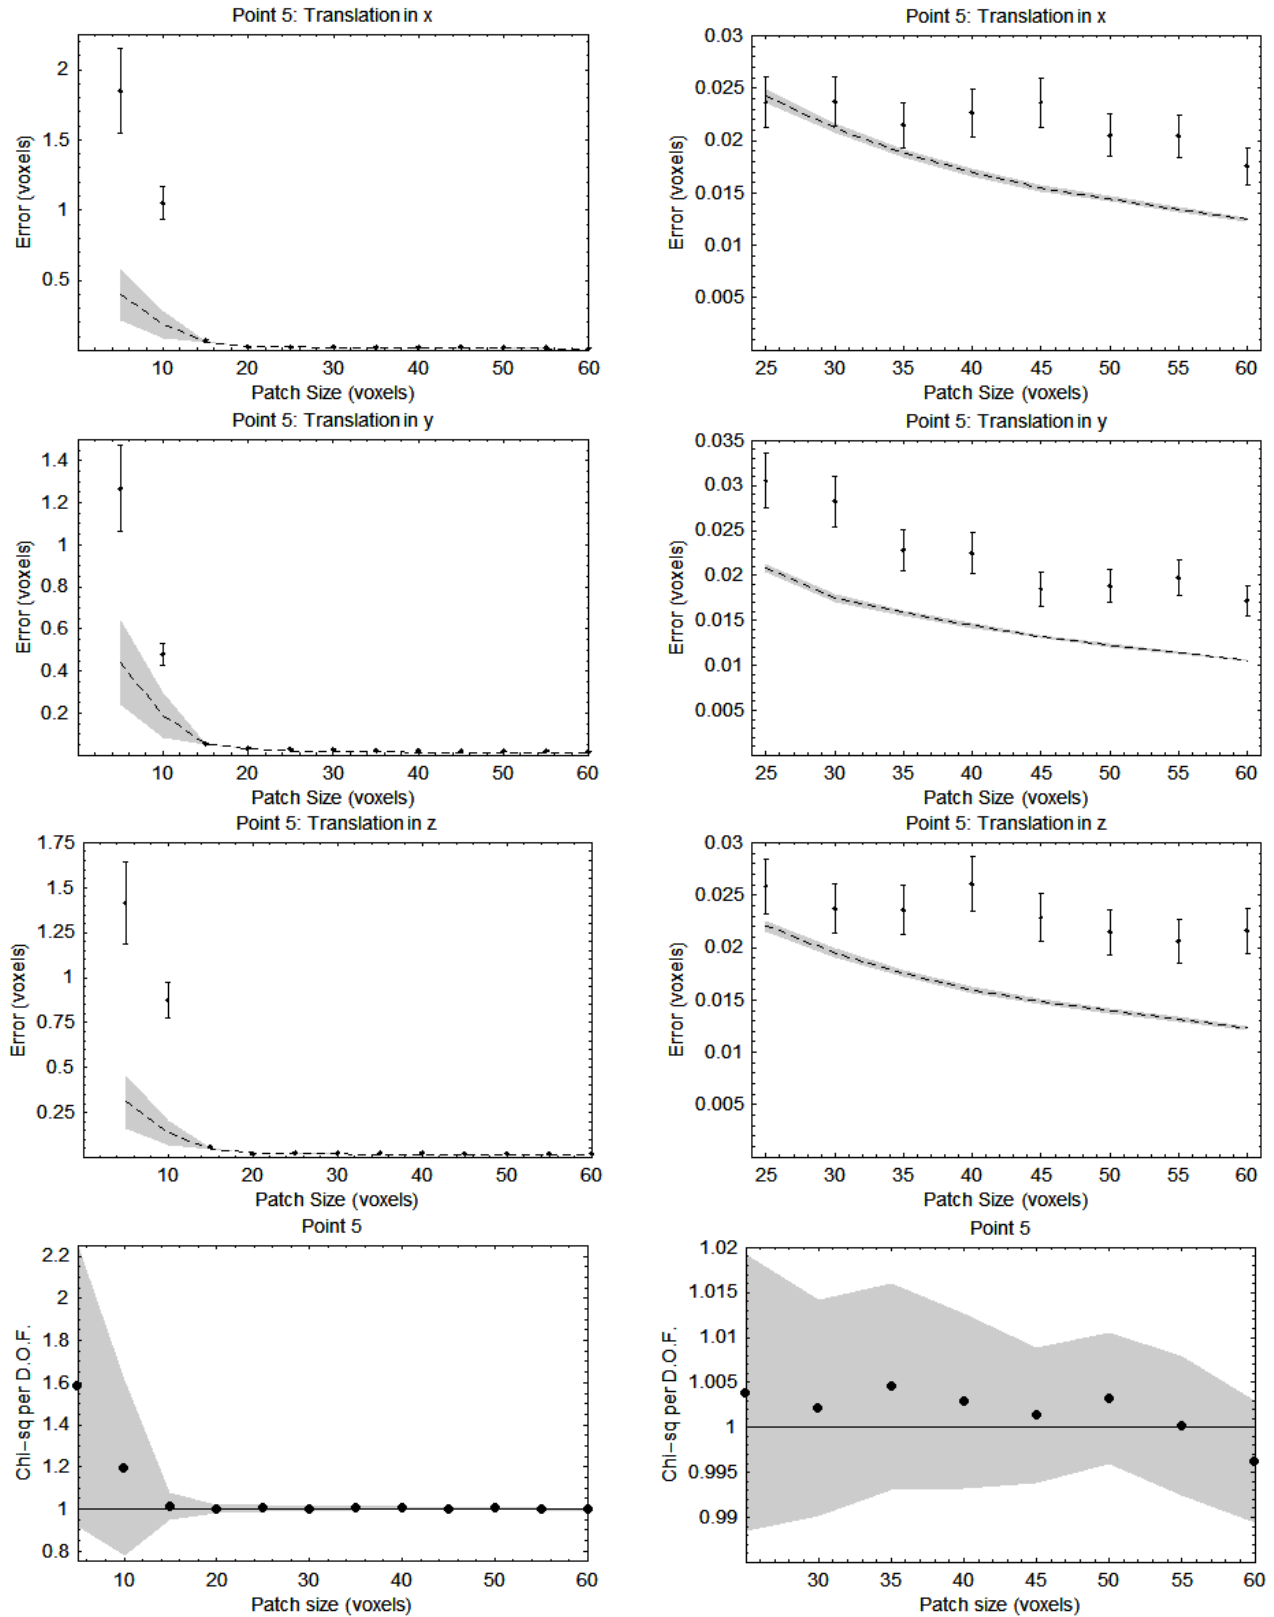 Point 5: Translation in x
Error (voxels)
2
1.5
1
0.5
10 20 30 40 50 60
Patch Size (voxels)
Point 5: Translation in x
Error (voxels)
0.03
0.025
0.02
0.015
0.01
0.005
25 30 35 40 45 50 55 60
Patch Size (voxels)
Point 5: Translation in y
Error (voxels)
1.4
1.2
1
0.8
0.6
0.4
0.2
10 20 30 40 50 60
Patch Size (voxels)
Point 5: Translation in y
Error (voxels)
0.035
0.03
0.025
0.02
0.015
0.01
0.005
25 30 35 40 45 50 55 60
Patch Size (voxels)
Point 5: Translation in z
Error (voxels)
1.75
1.5
1.25
1
0.75
0.5
0.25
10 20 30 40 50 60
Patch Size (voxels)
Point 5: Translation in z
Error (voxels)
0.03
0.025
0.02
0.015
0.01
0.005
25 30 35 40 45 50 55 60
Patch Size (voxels)
Point 5
Chi-sq per D.O.F.
2.2
2
1.8
1.6
1.4
1.2
1
0.8
10 20 30 40 50 60
Patch size (voxels)
Point 5
Chi-sq per D.O.F.
1.02
1.015
1.01
1.005
1
0.995
0.99
30 35 40 45 50 55 60
Patch size (voxels)